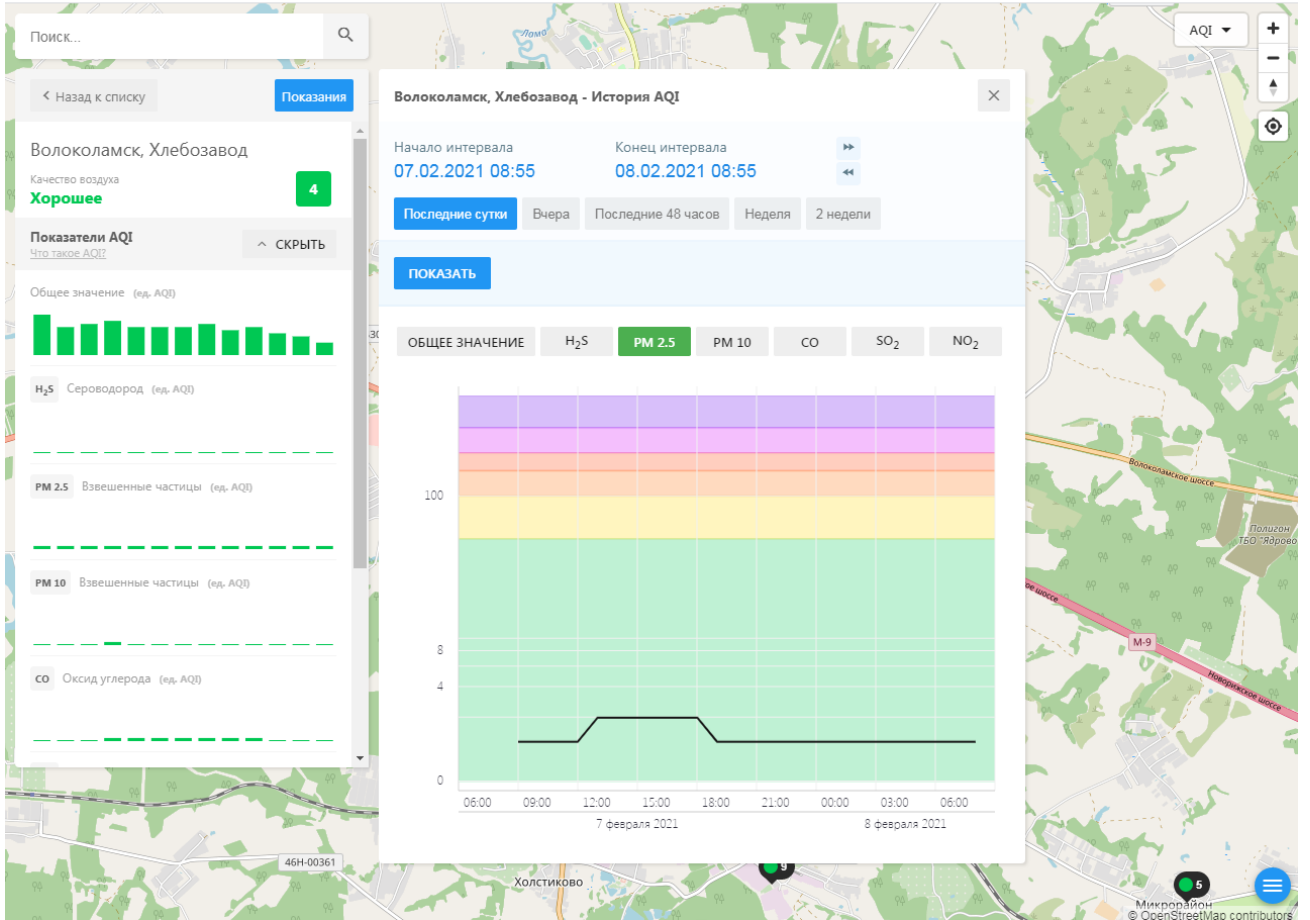 Поиск...
AQI
Назад к списку
Показания
Волоколамск, Хлебозавод
Качество воздуха
Хорошее
4
Показатели AQI
Что такое AQI?
СКРЫТЬ
Общее значение (ед. AQI)
H₂S Сероводород (ед. AQI)
PM 2.5 Взвешенные частицы (ед. AQI)
PM 10 Взвешенные частицы (ед. AQI)
CO Оксид углерода (ед. AQI)
Волоколамск, Хлебозавод - История AQI
Начало интервала
07.02.2021 08:55
Конец интервала
08.02.2021 08:55
Последние сутки Вчера Последние 48 часов Неделя 2 недели
ПОКАЗАТЬ
ОБЩЕЕ ЗНАЧЕНИЕ H₂S PM 2.5 PM 10 CO SO₂ NO₂
100
8
4
0
06:00 09:00 12:00 15:00 18:00 21:00 00:00 03:00 06:00
7 февраля 2021 8 февраля 2021
Лама
Волоколамское шоссе
Полигон
ТБО "Ядрово
шоссе
М-9
Новорижское шоссе
46Н-00361
Холстиково
9
5
Микрорайон
© OpenStreetMap contributors